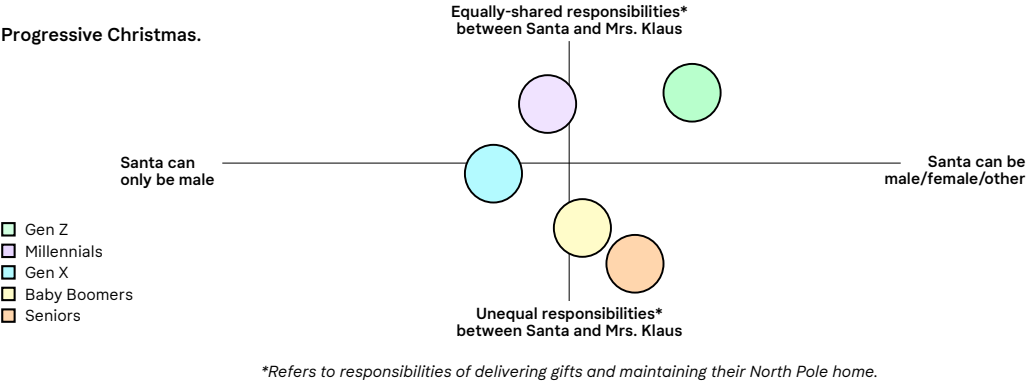 Equally-shared responsibilities*
between Santa and Mrs. Klaus
Progressive Christmas.
Santa can
only be male
Santa can be
male/female/other
Gen Z
Millennials
Gen X
Baby Boomers
Seniors
Unequal responsibilities*
between Santa and Mrs. Klaus
*Refers to responsibilities of delivering gifts and maintaining their North Pole home.